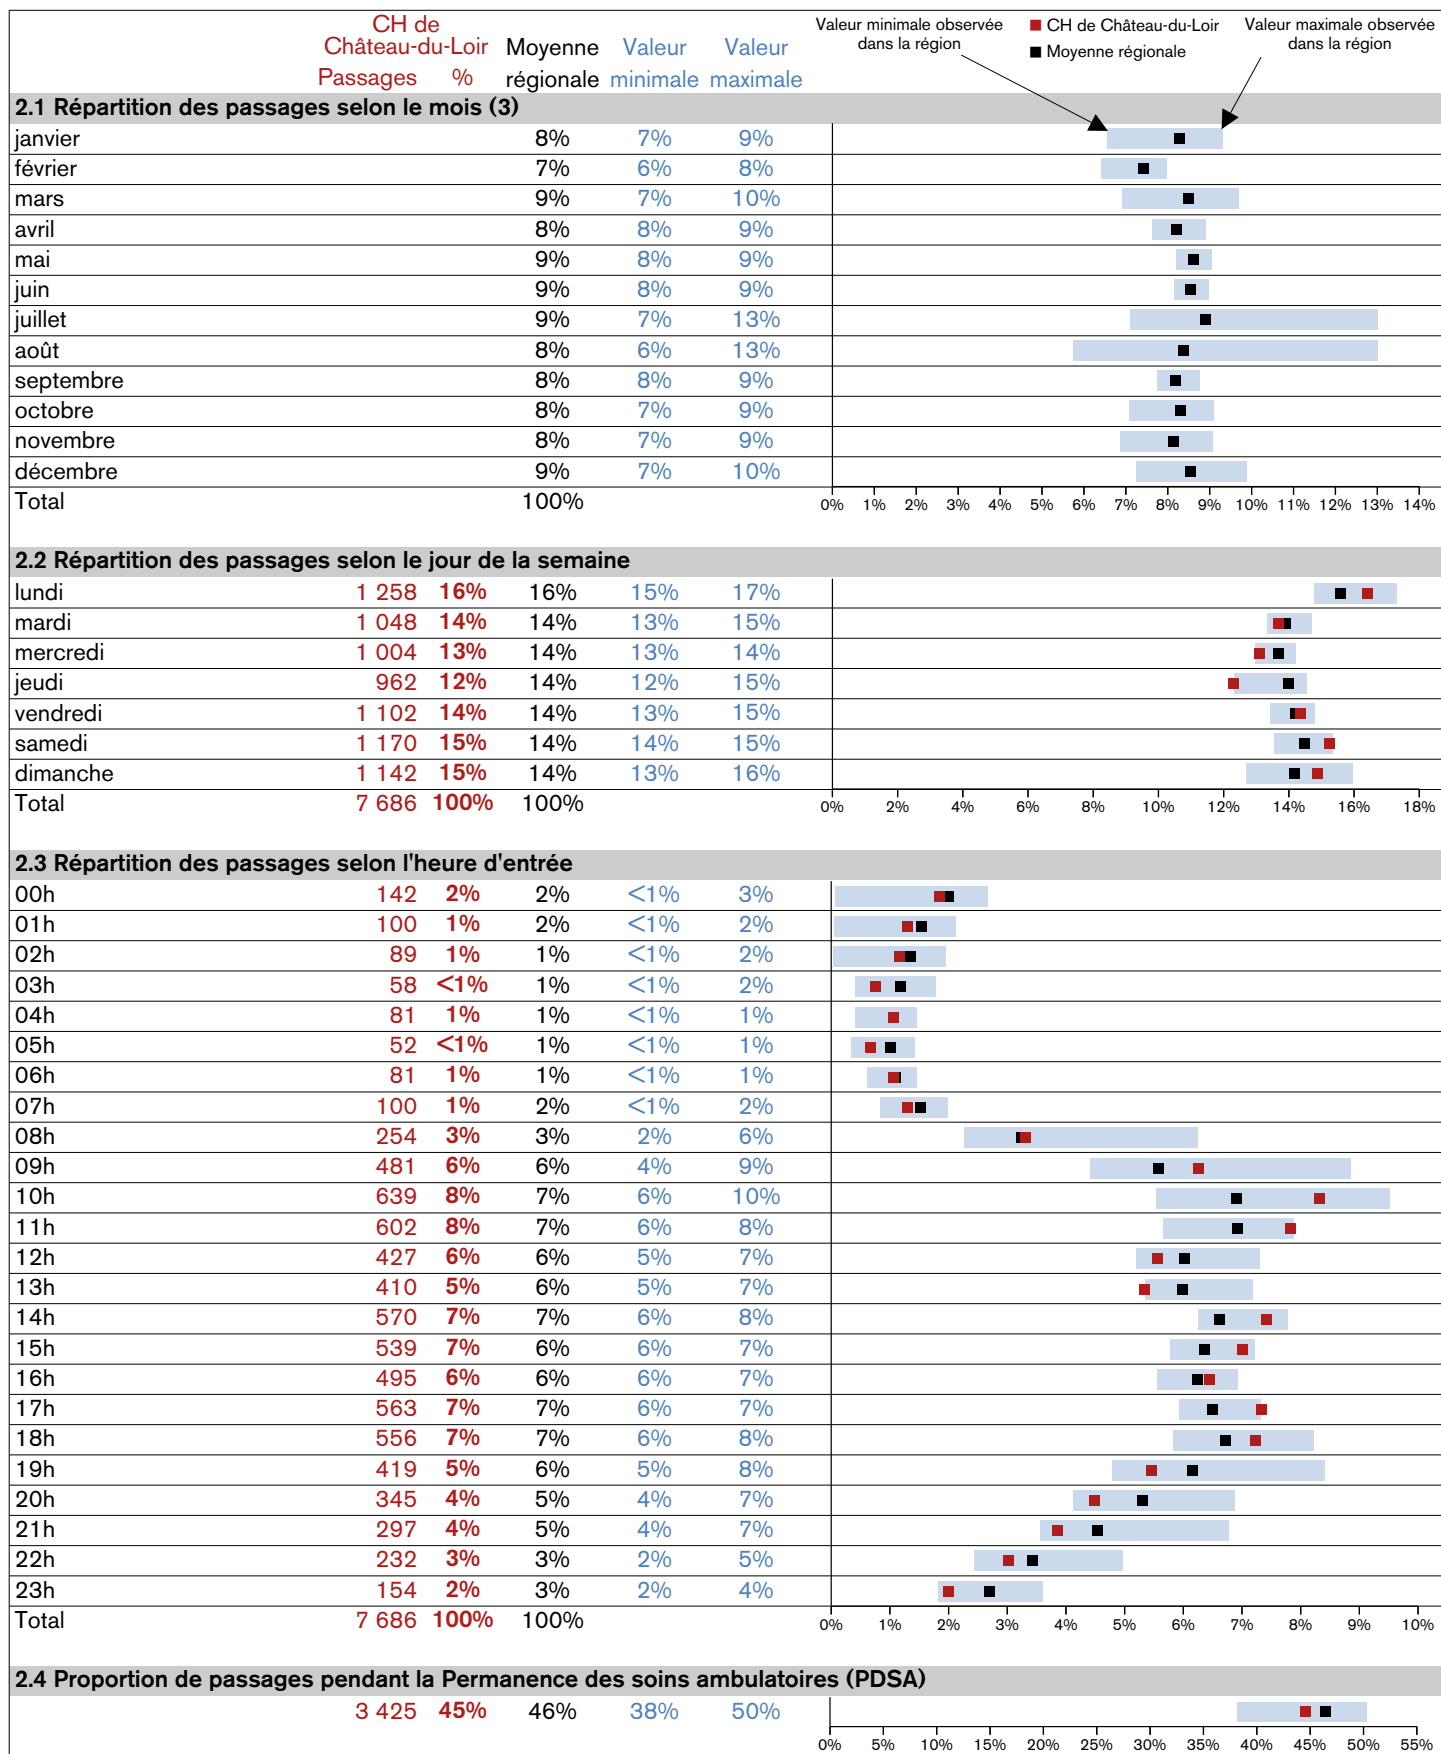 CH de Château-du-Loir
Passages % Moyenne régionale Valeur minimale Valeur maximale
Valeur minimale observée dans la région
CH de Château-du-Loir
Moyenne régionale
Valeur maximale observée dans la région
2.1 Répartition des passages selon le mois (3)
janvier 8% 7% 9%
février 7% 6% 8%
mars 9% 7% 10%
avril 8% 8% 9%
mai 9% 8% 9%
juin 9% 8% 9%
juillet 9% 7% 13%
août 8% 6% 13%
septembre 8% 8% 9%
octobre 8% 7% 9%
novembre 8% 7% 9%
décembre 9% 7% 10%
Total 100%
0% 1% 2% 3% 4% 5% 6% 7% 8% 9% 10% 11% 12% 13% 14%
2.2 Répartition des passages selon le jour de la semaine
lundi 1 258 16% 16% 15% 17%
mardi 1 048 14% 14% 13% 15%
mercredi 1 004 13% 14% 13% 14%
jeudi 962 12% 14% 12% 15%
vendredi 1 102 14% 14% 13% 15%
samedi 1 170 15% 14% 14% 15%
dimanche 1 142 15% 14% 13% 16%
Total 7 686 100% 100%
0% 2% 4% 6% 8% 10% 12% 14% 16% 18%
2.3 Répartition des passages selon l'heure d'entrée
00h 142 2% 2% <1% 3%
01h 100 1% 2% <1% 2%
02h 89 1% 1% <1% 2%
03h 58 <1% 1% <1% 2%
04h 81 1% 1% <1% 1%
05h 52 <1% 1% <1% 1%
06h 81 1% 1% <1% 1%
07h 100 1% 2% <1% 2%
08h 254 3% 3% 2% 6%
09h 481 6% 6% 4% 9%
10h 639 8% 7% 6% 10%
11h 602 8% 7% 6% 8%
12h 427 6% 6% 5% 7%
13h 410 5% 6% 5% 7%
14h 570 7% 7% 6% 8%
15h 539 7% 6% 6% 7%
16h 495 6% 6% 6% 7%
17h 563 7% 7% 6% 7%
18h 556 7% 7% 6% 8%
19h 419 5% 6% 5% 8%
20h 345 4% 5% 4% 7%
21h 297 4% 5% 4% 7%
22h 232 3% 3% 2% 5%
23h 154 2% 3% 2% 4%
Total 7 686 100% 100%
0% 1% 2% 3% 4% 5% 6% 7% 8% 9% 10%
2.4 Proportion de passages pendant la Permanence des soins ambulatoires (PDSA)
3 425 45% 46% 38% 50%
0% 5% 10% 15% 20% 25% 30% 35% 40% 45% 50% 55%